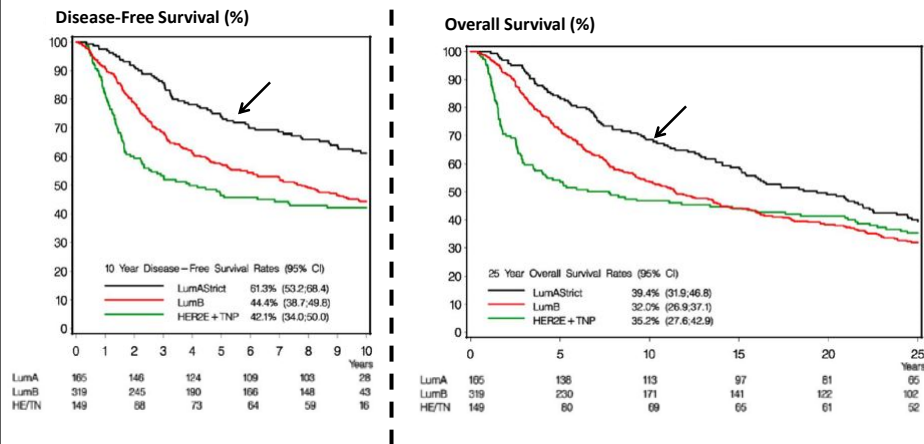 Disease-Free Survival (%)
100
90
80
70
60
50
40
30
20
10
0
10 Year Disease-Free Survival Rates (95% CI)
LumAStrict 61.3% (53.2;68.4)
LumB 44.4% (38.7;49.8)
HER2E+TNP 42.1% (34.0;50.0)
0 1 2 3 4 5 6 7 8 9 10
Years
LumA 165 146 124 109 103 28
LumB 319 245 190 166 148 43
HE/TN 149 88 73 64 59 16
Overall Survival (%)
100
90
80
70
60
50
40
30
20
10
0
25 Year Overall Survival Rates (95% CI)
LumAStrict 39.4% (31.9;46.8)
LumB 32.0% (26.9;37.1)
HER2E+TNP 35.2% (27.6;42.9)
0 5 10 15 20 25
Years
LumA 165 138 113 97 81 65
LumB 319 230 171 141 122 102
HE/TN 149 80 69 65 61 52